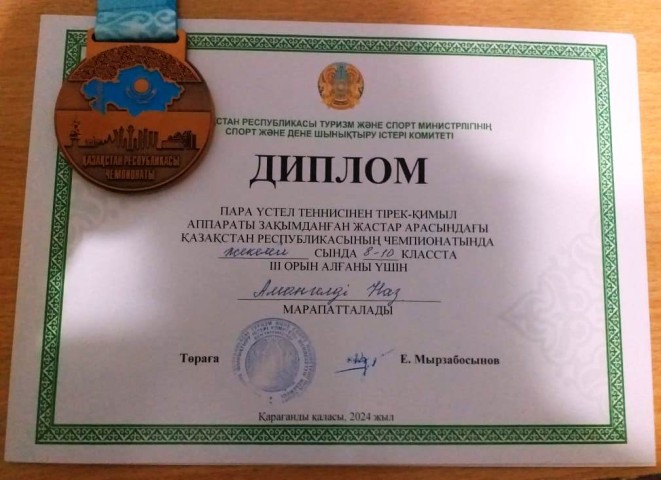 ҚАЗАҚСТАН РЕСПУБЛИКАСЫ
ЧЕМПИОНАТЫ
СТАН РЕСПУБЛИКАСЫ ТУРИЗМ ЖӘНЕ СПОРТ МИНИСТРЛІГІНІҢ
СПОРТ ЖӘНЕ ДЕНЕ ШЫНЫҚТЫРУ ІСТЕРІ КОМИТЕТІ
ДИПЛОМ
ПАРА ҮСТЕЛ ТЕННИСІНЕН ТІРЕК-ҚИМЫЛ
АППАРАТЫ ЗАҚЫМДАНҒАН ЖАСТАР АРАСЫНДАҒЫ
ҚАЗАҚСТАН РЕСПУБЛИКАСЫНЫҢ ЧЕМПИОНАТЫНДА
СЫНДА 8-10 КЛАССТА
III ОРЫН АЛҒАНЫ ҮШІН
Амангелді Наз
МАРАПАТТАЛАДЫ
Төраға Е. Мырзабосынов
Қарағанды қаласы, 2024 жыл